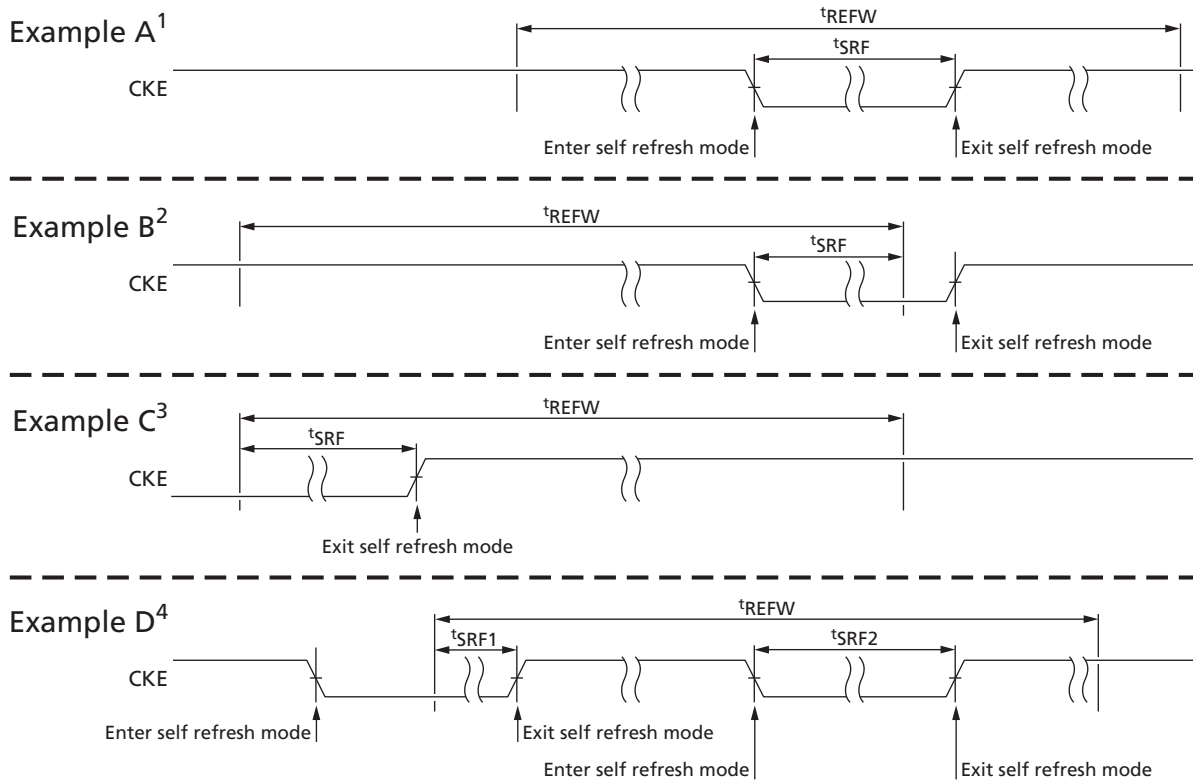 Example A¹
ᵗREFW
ᵗSRF
CKE
Enter self refresh mode
Exit self refresh mode
Example B²
ᵗREFW
ᵗSRF
CKE
Enter self refresh mode
Exit self refresh mode
Example C³
ᵗREFW
ᵗSRF
CKE
Exit self refresh mode
Example D⁴
ᵗREFW
ᵗSRF1
ᵗSRF2
CKE
Enter self refresh mode
Exit self refresh mode
Enter self refresh mode
Exit self refresh mode